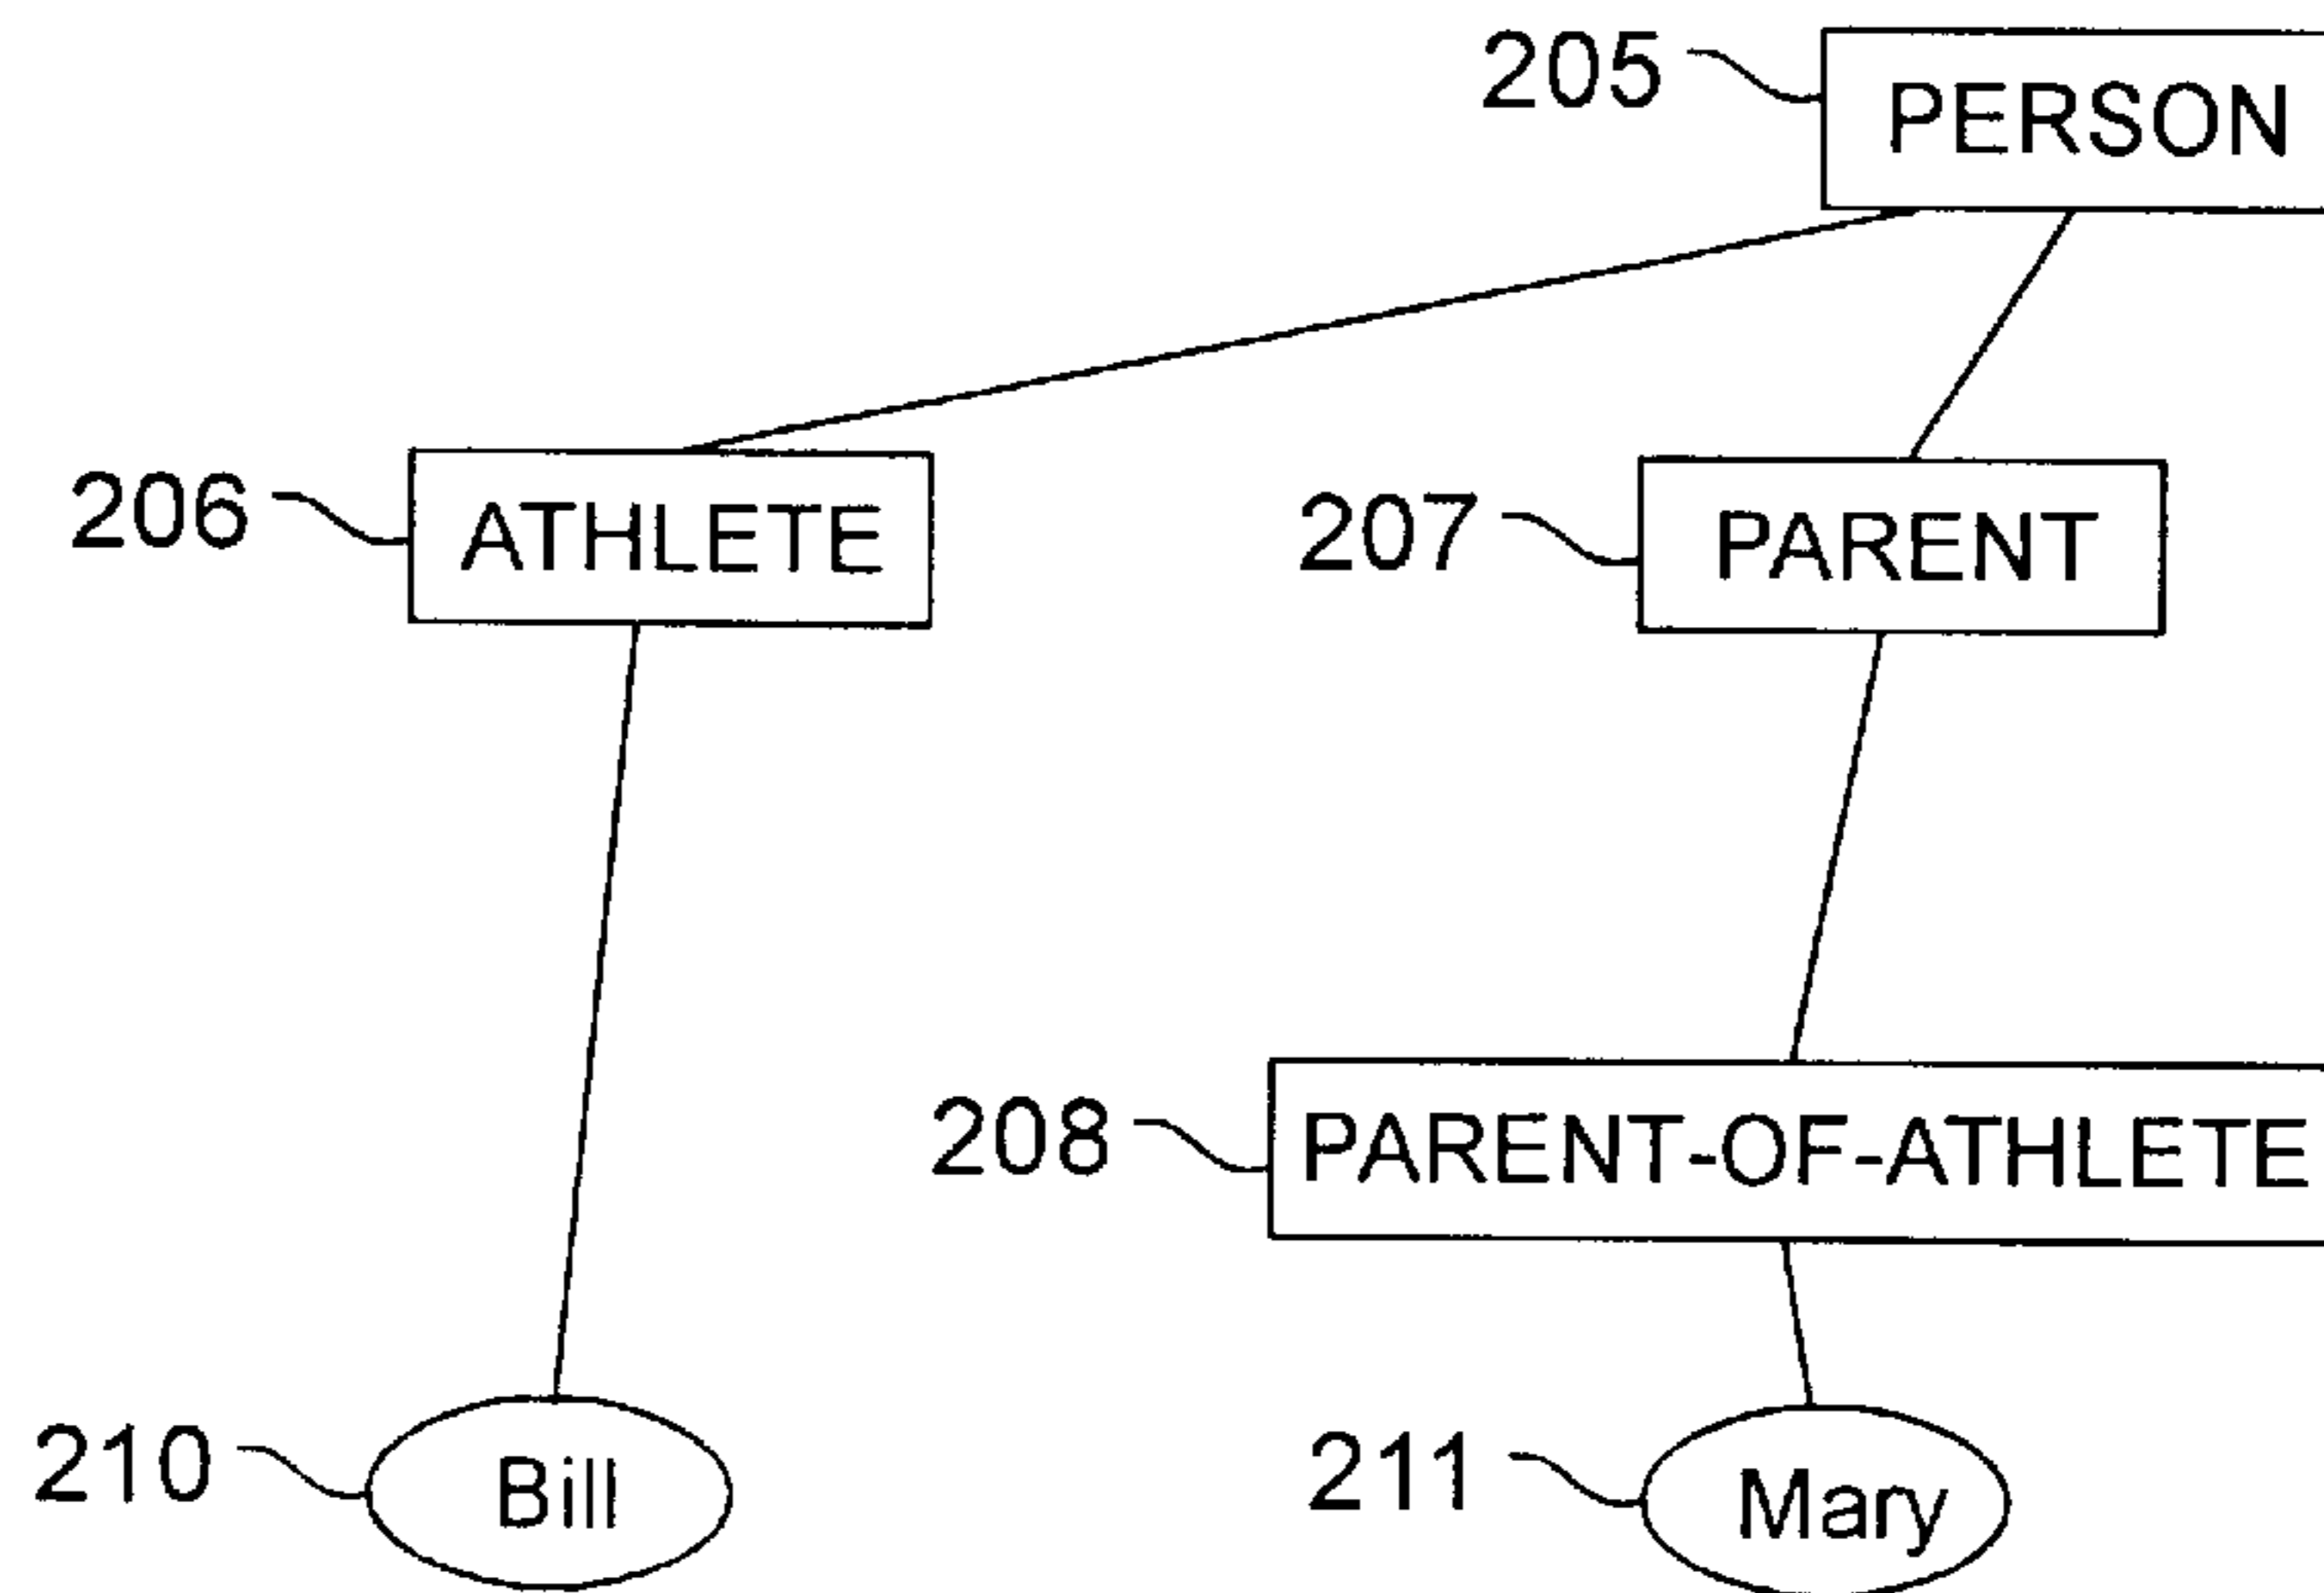 205 PERSON
206 ATHLETE
207 PARENT
208 PARENT-OF-ATHLETE
210 Bill
211 Mary